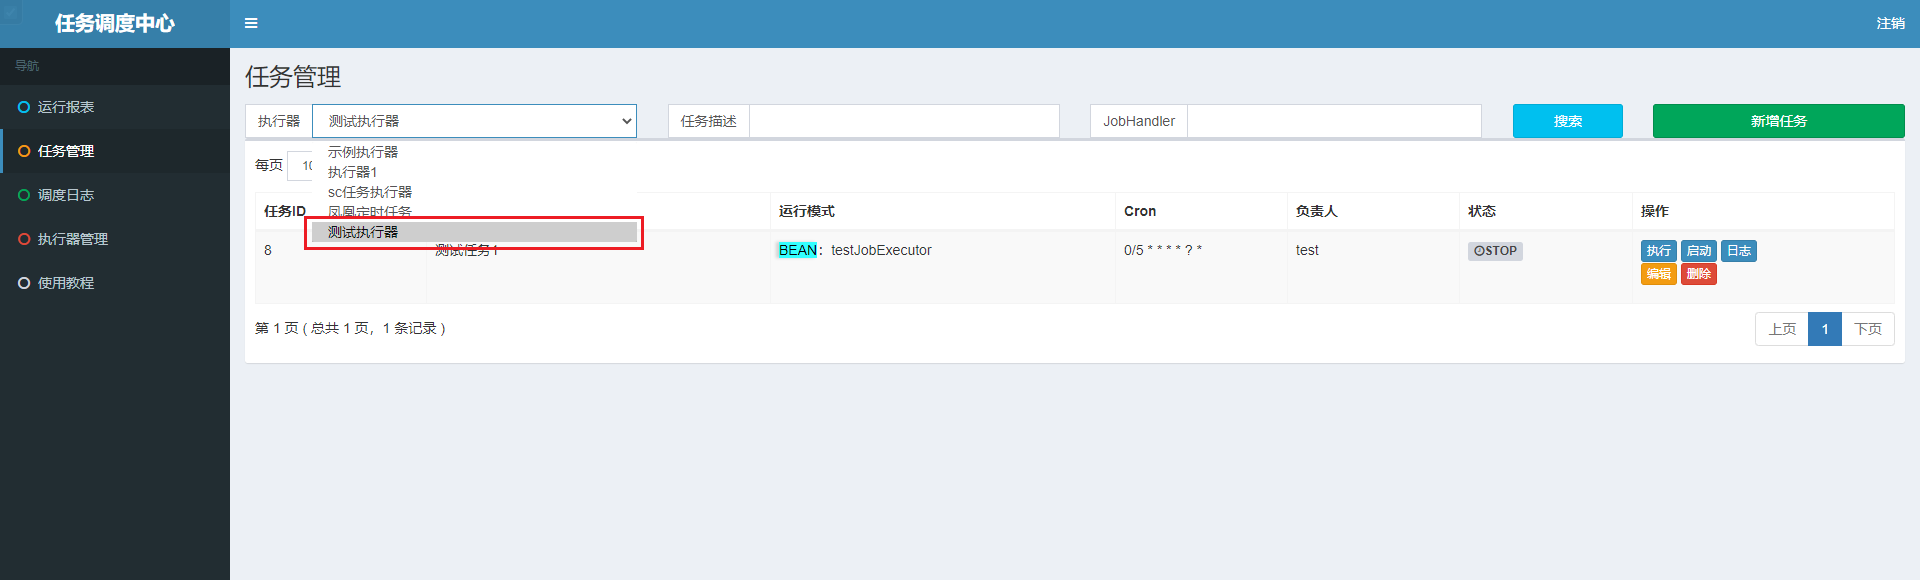 任务调度中心
注销
导航
运行报表
任务管理
调度日志
执行器管理
使用教程
任务管理
执行器 测试执行器 任务描述 JobHandler 搜索 新增任务
示例执行器
执行器1
sc任务执行器
凤凰定时任务
测试执行器
每页 10
任务ID 运行模式 Cron 负责人 状态 操作
8 测试任务1 BEAN：testJobExecutor 0/5 * * * * ? * test STOP 执行 启动 日志
编辑 删除
第 1 页 ( 总共 1 页，1 条记录 ) 上页 1 下页